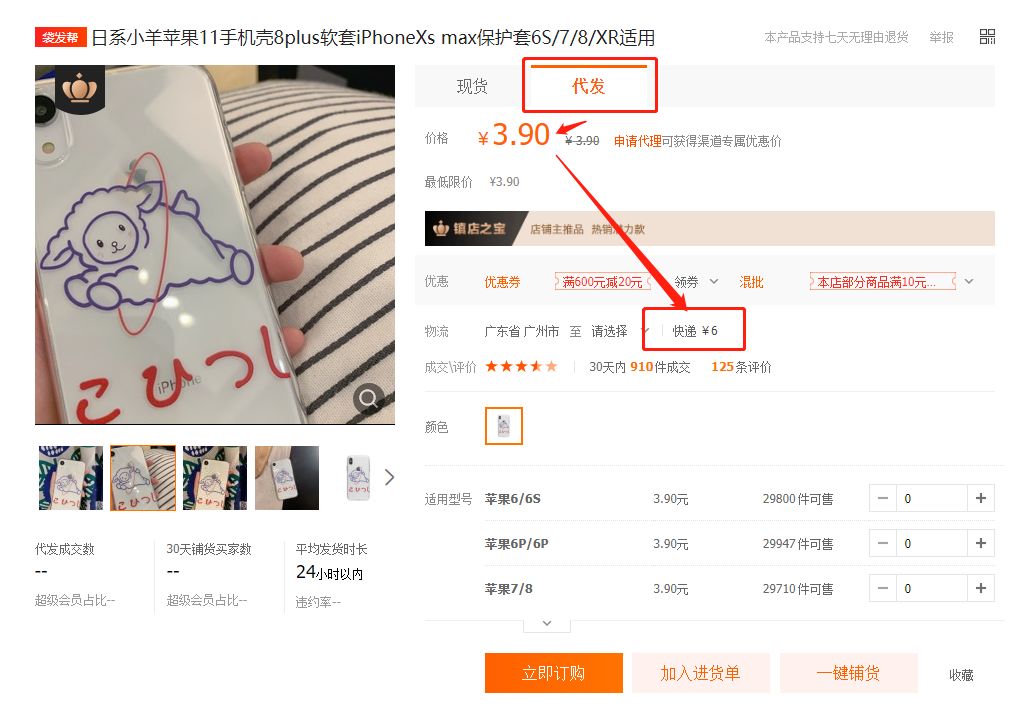 袋发帮 日系小羊苹果11手机壳8plus软套iPhoneXs max保护套6S/7/8/XR适用
本产品支持七天无理由退货 举报
现货 代发
价格 ¥3.90 ¥3.90 申请代理可获得渠道专属优惠价
最低限价 ¥3.90
镇店之宝 店铺主推品 热销潜力款
优惠 优惠券 满600元减20元 领券 混批 本店部分商品满10元...
物流 广东省 广州市 至 请选择 快递 ¥6
成交\评价 30天内 910件成交 125条评价
iPhone
こひつじ
颜色
适用型号 苹果6/6S 3.90元 29800件可售 − 0 +
苹果6P/6P 3.90元 29947件可售 − 0 +
苹果7/8 3.90元 29710件可售 − 0 +
代发成交数 30天铺货买家数 平均发货时长
-- -- 24小时以内
超级会员占比-- 超级会员占比-- 违约率--
立即订购 加入进货单 一键铺货 收藏